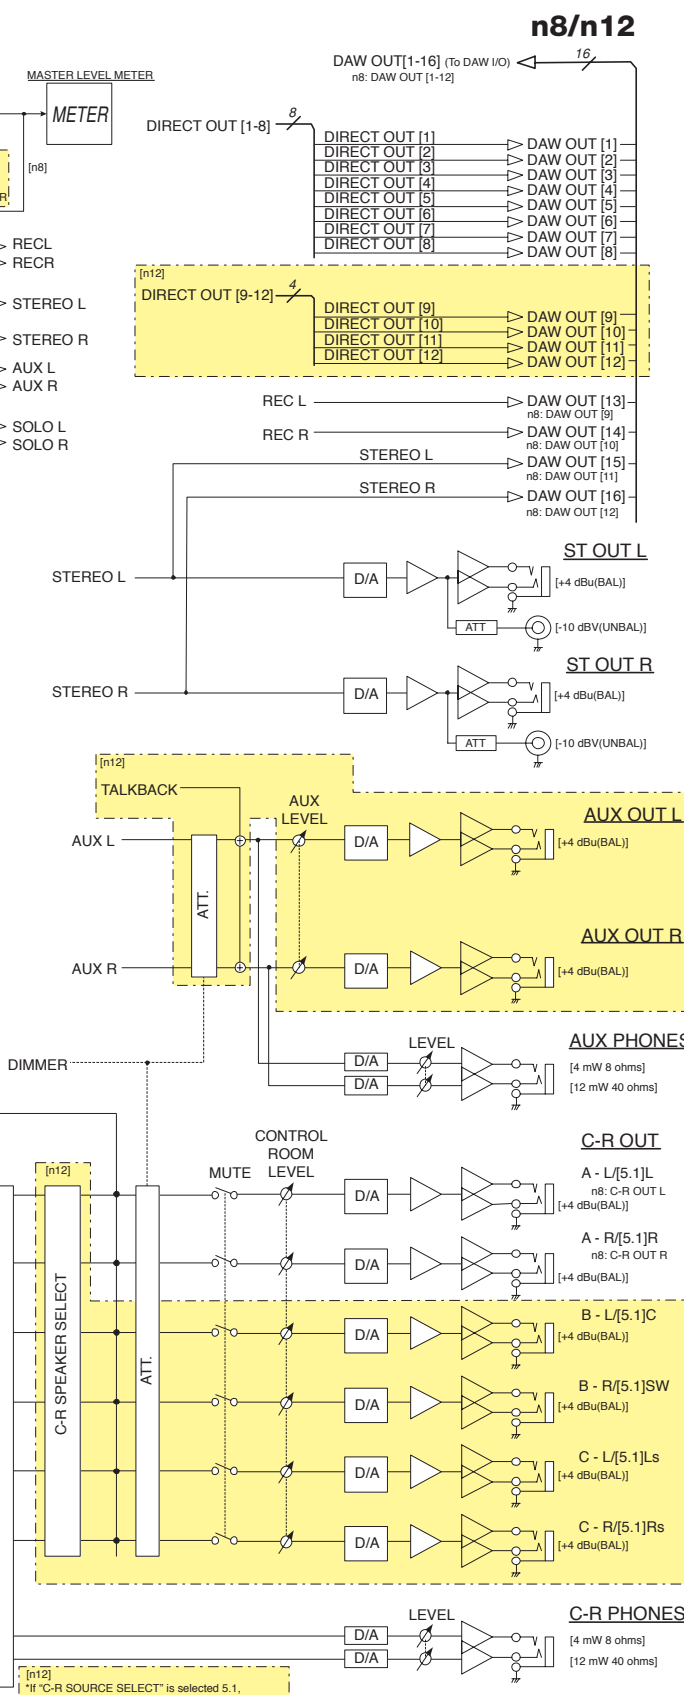 n8/n12
DAW OUT[1-16] (To DAW I/O)
16
n8: DAW OUT [1-12]
MASTER LEVEL METER
METER
[n8]
R
DIRECT OUT [1-8]
8
DIRECT OUT [1]
DAW OUT [1]
DIRECT OUT [2]
DAW OUT [2]
DIRECT OUT [3]
DAW OUT [3]
DIRECT OUT [4]
DAW OUT [4]
DIRECT OUT [5]
DAW OUT [5]
DIRECT OUT [6]
DAW OUT [6]
DIRECT OUT [7]
DAW OUT [7]
DIRECT OUT [8]
DAW OUT [8]
RECL
RECR
STEREO L
STEREO R
AUX L
AUX R
SOLO L
SOLO R
[n12]
DIRECT OUT [9-12]
4
DIRECT OUT [9]
DAW OUT [9]
DIRECT OUT [10]
DAW OUT [10]
DIRECT OUT [11]
DAW OUT [11]
DIRECT OUT [12]
DAW OUT [12]
REC L
DAW OUT [13]
n8: DAW OUT [9]
REC R
DAW OUT [14]
n8: DAW OUT [10]
STEREO L
DAW OUT [15]
n8: DAW OUT [11]
STEREO R
DAW OUT [16]
n8: DAW OUT [12]
ST OUT L
STEREO L
D/A
[+4 dBu(BAL)]
ATT
[-10 dBV(UNBAL)]
ST OUT R
STEREO R
D/A
[+4 dBu(BAL)]
ATT
[-10 dBV(UNBAL)]
[n12]
TALKBACK
AUX
LEVEL
AUX OUT L
AUX L
D/A
[+4 dBu(BAL)]
ATT.
AUX OUT R
AUX R
D/A
[+4 dBu(BAL)]
DIMMER
LEVEL
AUX PHONES
D/A
[4 mW 8 ohms]
D/A
[12 mW 40 ohms]
CONTROL
ROOM
LEVEL
MUTE
C-R OUT
[n12]
A - L/[5.1]L
n8: C-R OUT L
D/A
[+4 dBu(BAL)]
A - R/[5.1]R
n8: C-R OUT R
D/A
[+4 dBu(BAL)]
C-R SPEAKER SELECT
ATT.
B - L/[5.1]C
D/A
[+4 dBu(BAL)]
B - R/[5.1]SW
D/A
[+4 dBu(BAL)]
C - L/[5.1]Ls
D/A
[+4 dBu(BAL)]
C - R/[5.1]Rs
D/A
[+4 dBu(BAL)]
LEVEL
C-R PHONES
D/A
[4 mW 8 ohms]
D/A
[12 mW 40 ohms]
[n12]
*If "C-R SOURCE SELECT" is selected 5.1,